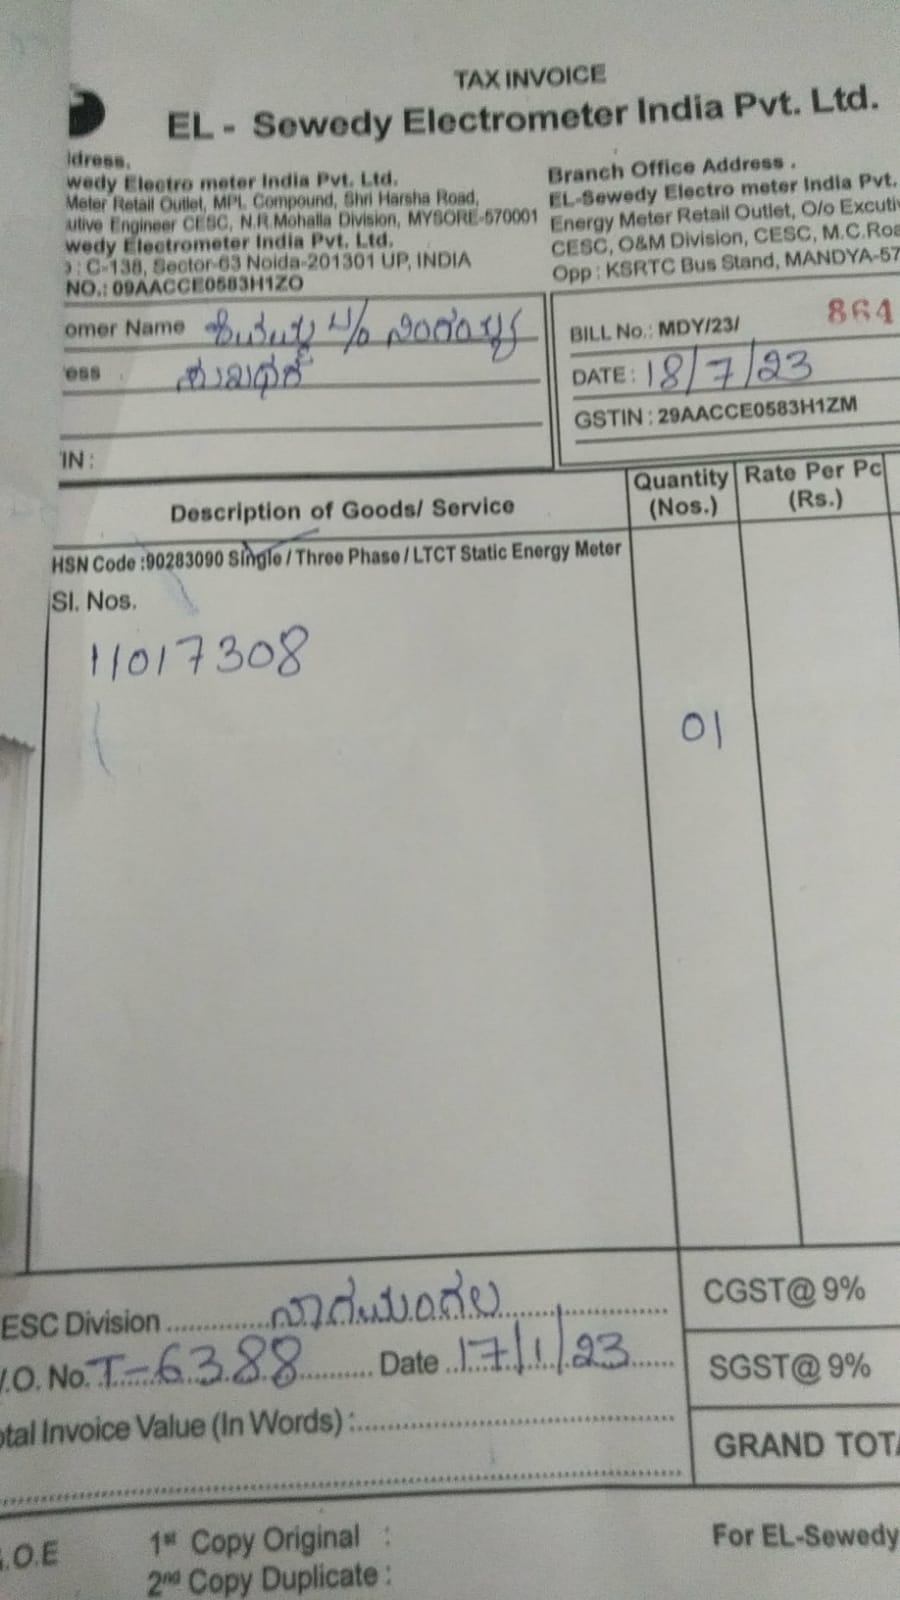 TAX INVOICE
EL - Sewedy Electrometer India Pvt. Ltd.
ldress.
wedy Electro meter India Pvt. Ltd.
Meter Retail Outlet, MPL Compound, Shri Harsha Road,
utive Engineer CESC, N.R.Mohalla Division, MYSORE-570001
wedy Electrometer India Pvt. Ltd.
: C-138, Sector-63 Noida-201301 UP, INDIA
NO.: 09AACCE0583H1ZO
Branch Office Address .
EL-Sewedy Electro meter India Pvt.
Energy Meter Retail Outlet, O/o Excuti
CESC, O&M Division, CESC, M.C.Roa
Opp : KSRTC Bus Stand, MANDYA-57
omer Name
ess
IN :
BILL No.: MDY/23/ 864
DATE : 18/7/23
GSTIN : 29AACCE0583H1ZM
Description of Goods/ Service
Quantity (Nos.)
Rate Per Pc (Rs.)
HSN Code :90283090 Single / Three Phase / LTCT Static Energy Meter
Sl. Nos.
11017308
01
ESC Division
.O. No. T-6388 Date 17/1/23
otal Invoice Value (In Words) :
CGST@ 9%
SGST@ 9%
GRAND TOTA
.O.E
1st Copy Original :
2nd Copy Duplicate :
For EL-Sewedy